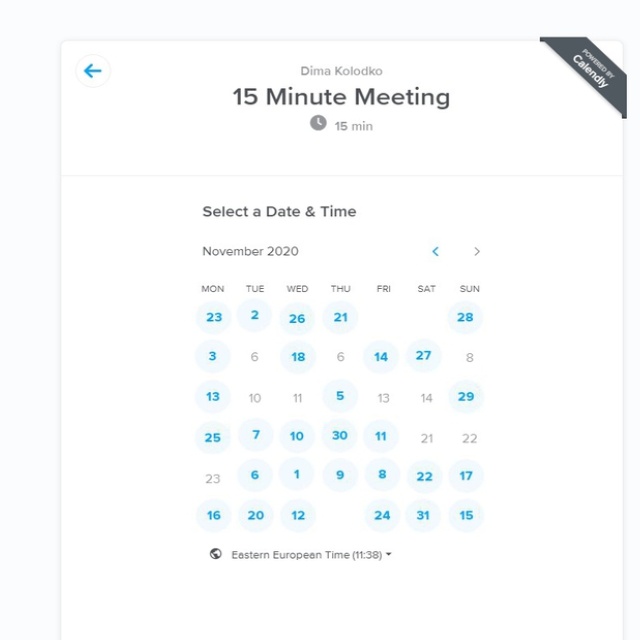 POWERED BY
Calendly
Dima Kolodko
15 Minute Meeting
15 min
Select a Date & Time
November 2020
MON TUE WED THU FRI SAT SUN
23 2 26 21 28
3 6 18 6 14 27 8
13 10 11 5 13 14 29
25 7 10 30 11 21 22
23 6 1 9 8 22 17
16 20 12 24 31 15
Eastern European Time (11:38)